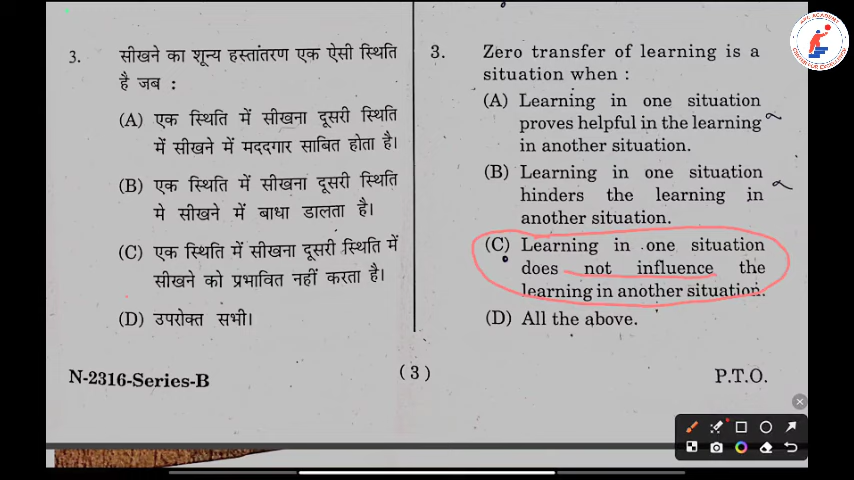 3. सीखने का शून्य हस्तांतरण एक ऐसी स्थिति
है जब :
(A) एक स्थिति में सीखना दूसरी स्थिति
में सीखने में मददगार साबित होता है।
(B) एक स्थिति में सीखना दूसरी स्थिति
मे सीखने में बाधा डालता है।
(C) एक स्थिति में सीखना दूसरी स्थिति में
सीखने को प्रभावित नहीं करता है।
(D) उपरोक्त सभी।
3. Zero transfer of learning is a
situation when :
(A) Learning in one situation
proves helpful in the learning
in another situation.
(B) Learning in one situation
hinders the learning in
another situation.
(C) Learning in one situation
does not influence the
learning in another situation.
(D) All the above.
N-2316-Series-B
(3)
P.T.O.